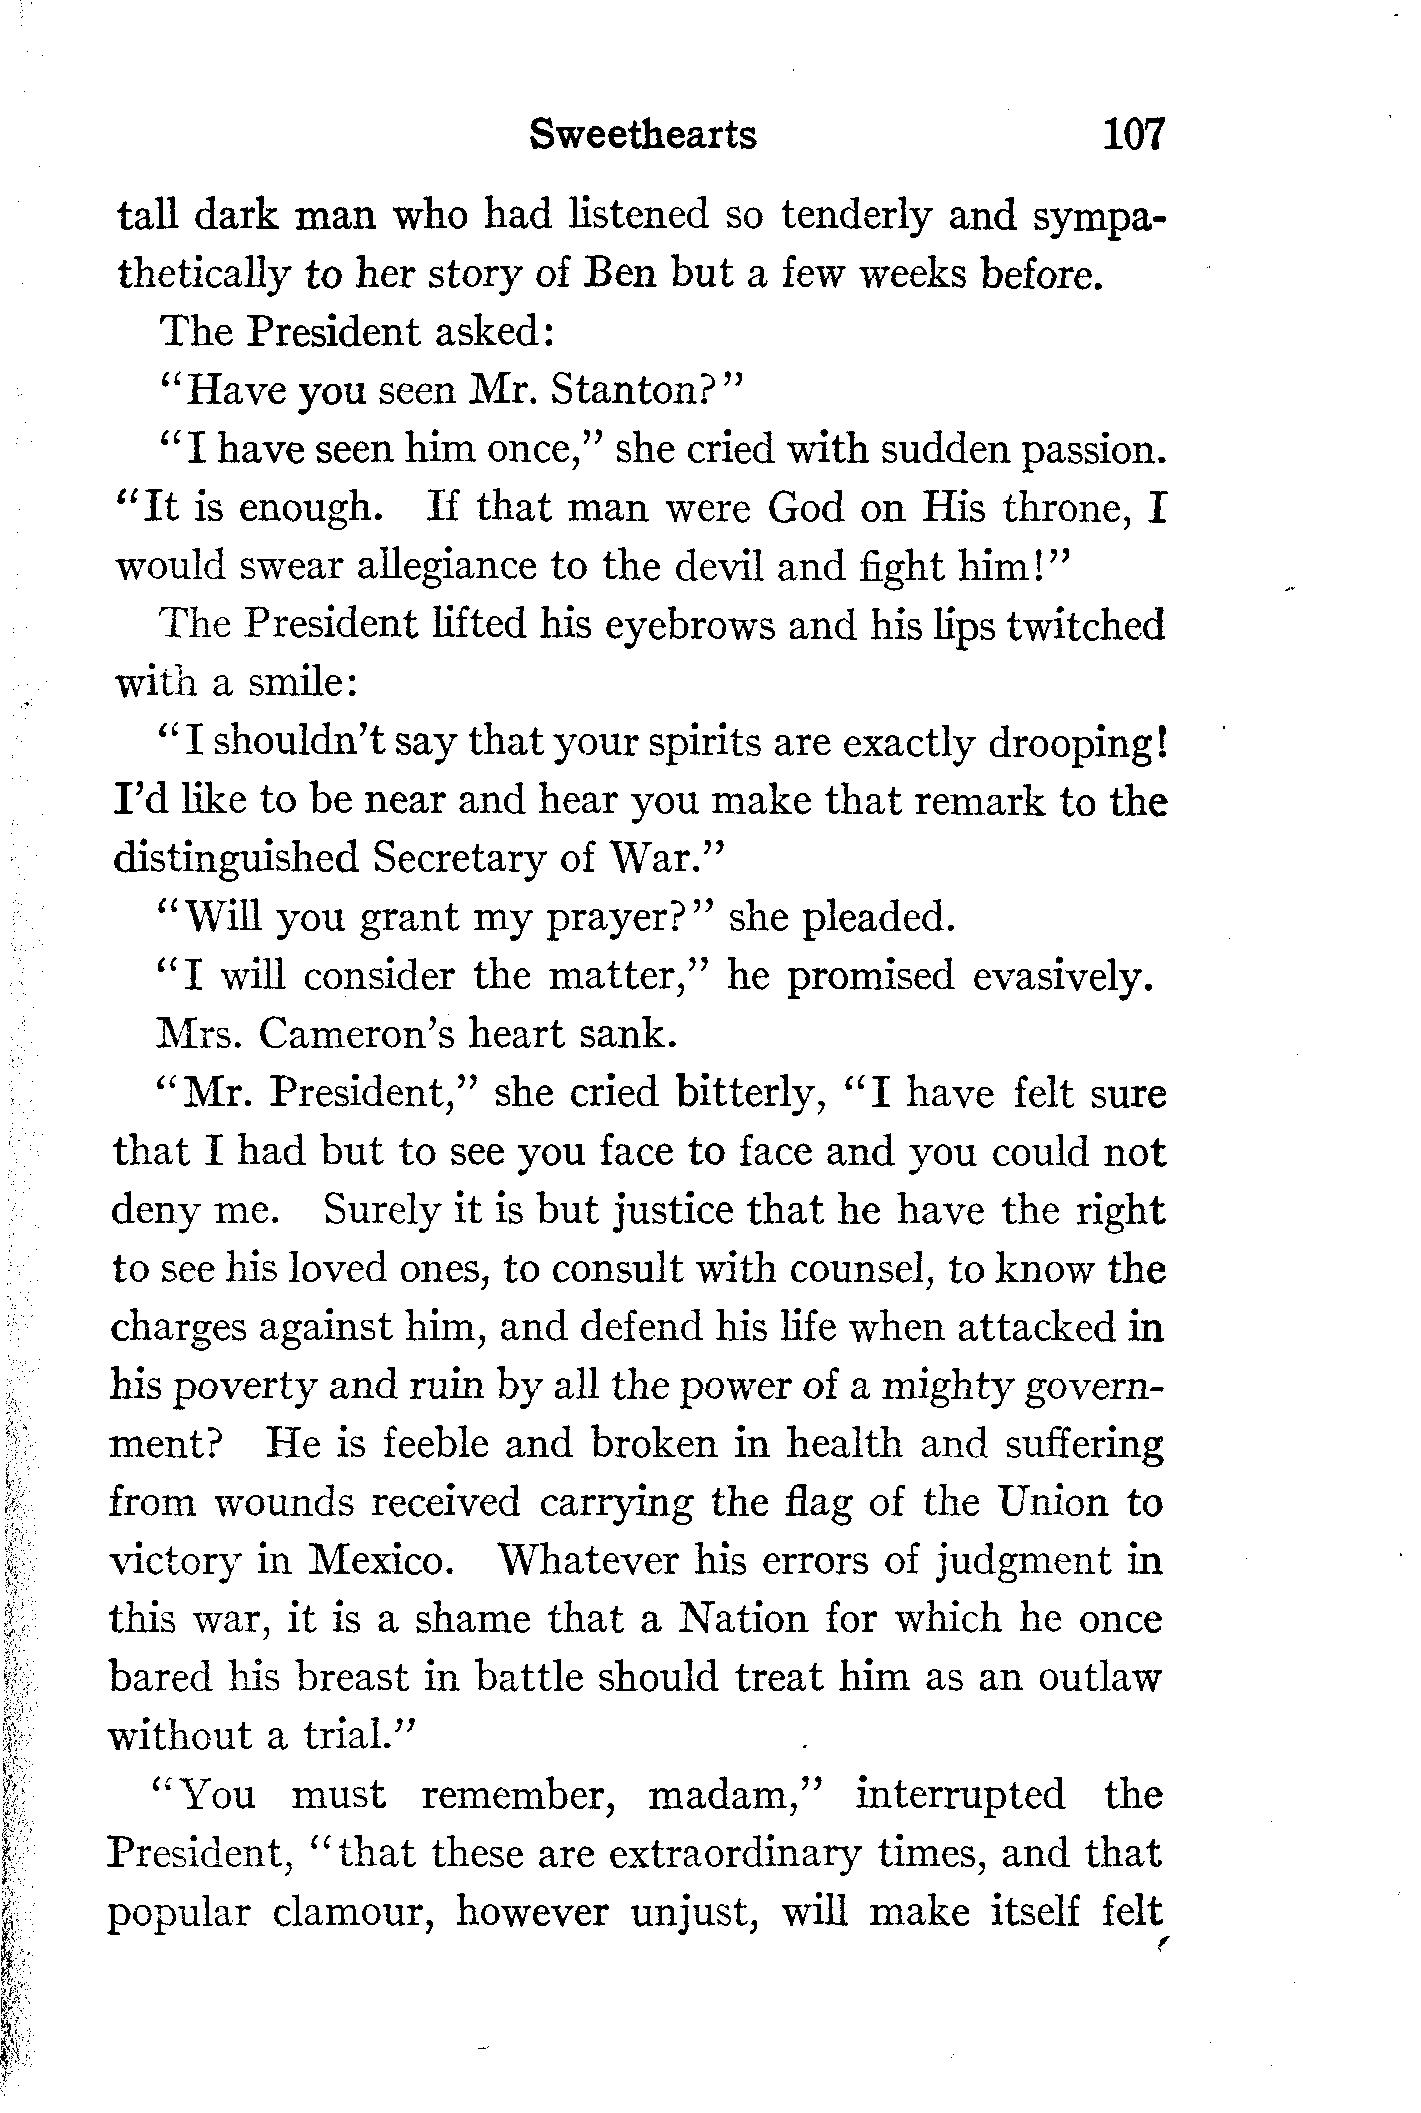 Sweethearts 107
tall dark man who had listened so tenderly and sympa-
thetically to her story of Ben but a few weeks before.
The President asked:
"Have you seen Mr. Stanton?"
"I have seen him once," she cried with sudden passion.
"It is enough. If that man were God on His throne, I
would swear allegiance to the devil and fight him!"
The President lifted his eyebrows and his lips twitched
with a smile:
"I shouldn't say that your spirits are exactly drooping!
I'd like to be near and hear you make that remark to the
distinguished Secretary of War."
"Will you grant my prayer?" she pleaded.
"I will consider the matter," he promised evasively.
Mrs. Cameron's heart sank.
"Mr. President," she cried bitterly, "I have felt sure
that I had but to see you face to face and you could not
deny me. Surely it is but justice that he have the right
to see his loved ones, to consult with counsel, to know the
charges against him, and defend his life when attacked in
his poverty and ruin by all the power of a mighty govern-
ment? He is feeble and broken in health and suffering
from wounds received carrying the flag of the Union to
victory in Mexico. Whatever his errors of judgment in
this war, it is a shame that a Nation for which he once
bared his breast in battle should treat him as an outlaw
without a trial."
"You must remember, madam," interrupted the
President, "that these are extraordinary times, and that
popular clamour, however unjust, will make itself felt